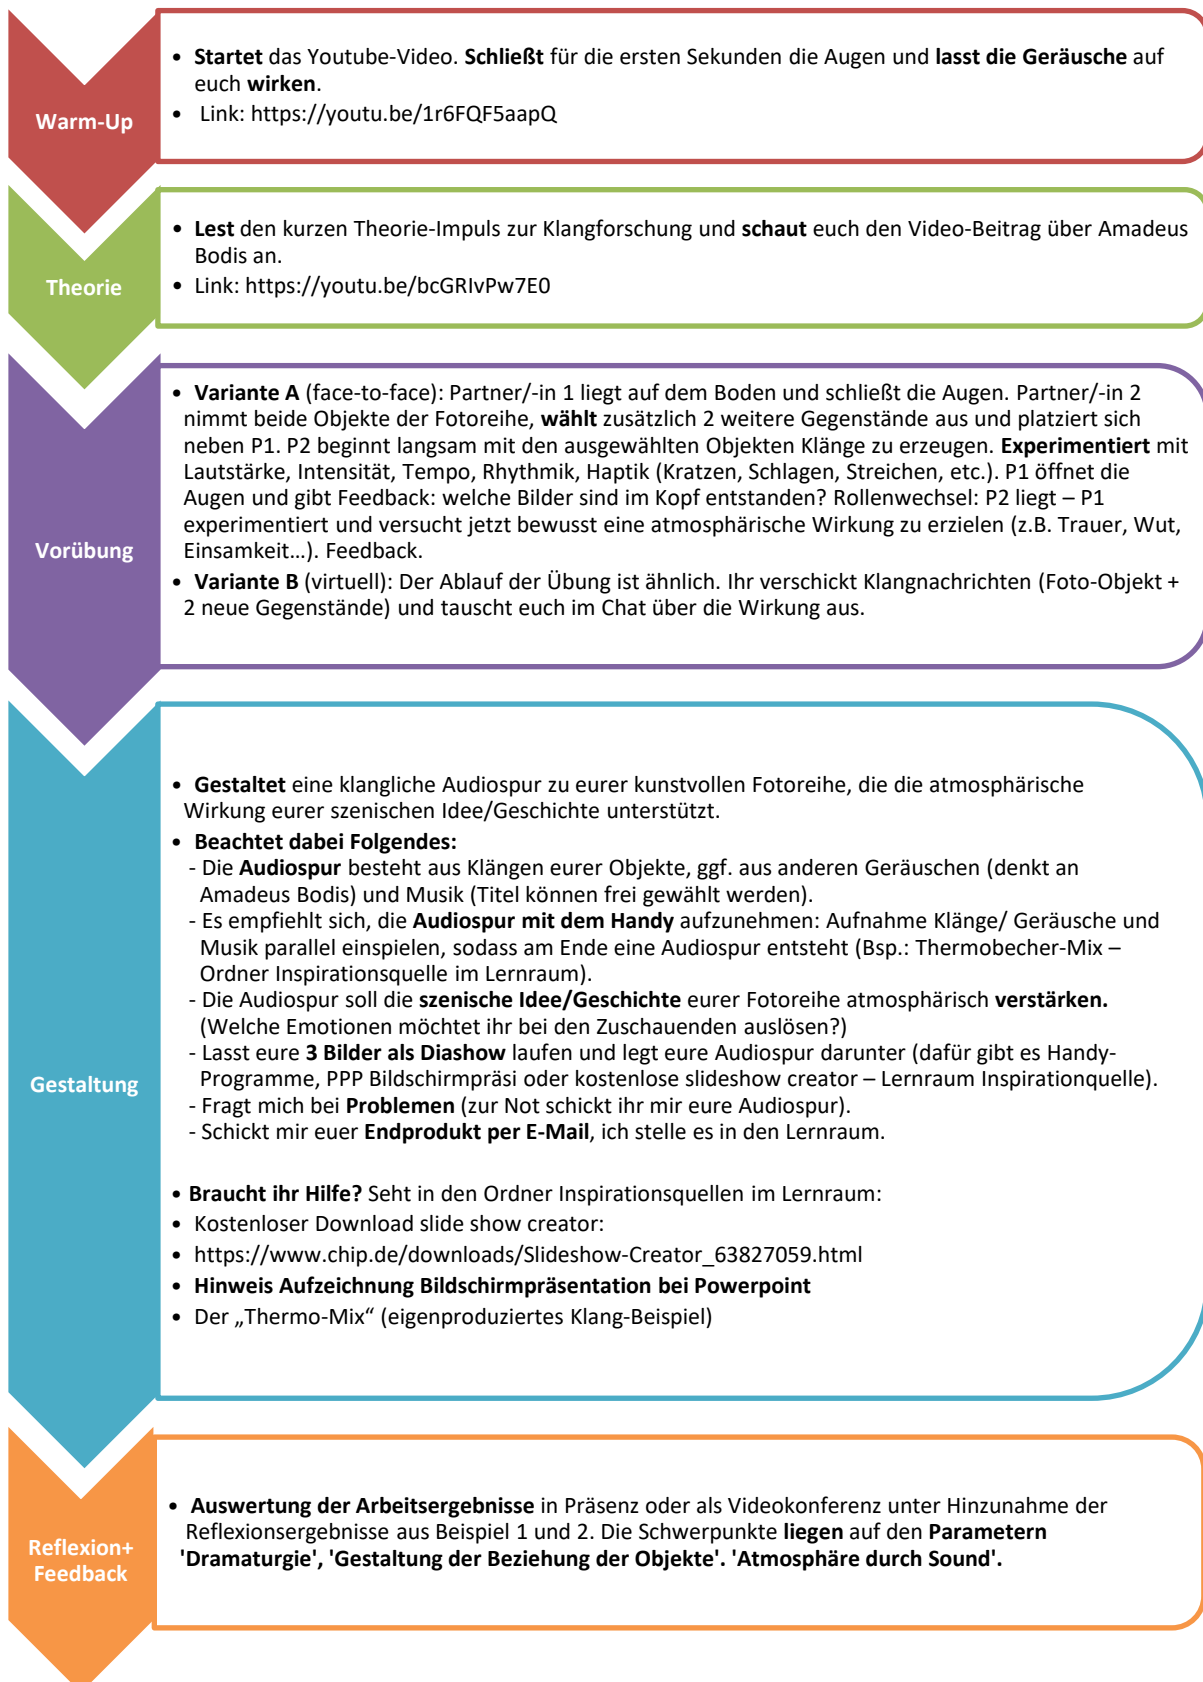 Warm-Up
• Startet das Youtube-Video. Schließt für die ersten Sekunden die Augen und lasst die Geräusche auf
euch wirken.
• Link: https://youtu.be/1r6FQF5aapQ
Theorie
• Lest den kurzen Theorie-Impuls zur Klangforschung und schaut euch den Video-Beitrag über Amadeus
Bodis an.
• Link: https://youtu.be/bcGRIvPw7E0
Vorübung
• Variante A (face-to-face): Partner/-in 1 liegt auf dem Boden und schließt die Augen. Partner/-in 2
nimmt beide Objekte der Fotoreihe, wählt zusätzlich 2 weitere Gegenstände aus und platziert sich
neben P1. P2 beginnt langsam mit den ausgewählten Objekten Klänge zu erzeugen. Experimentiert mit
Lautstärke, Intensität, Tempo, Rhythmik, Haptik (Kratzen, Schlagen, Streichen, etc.). P1 öffnet die
Augen und gibt Feedback: welche Bilder sind im Kopf entstanden? Rollenwechsel: P2 liegt – P1
experimentiert und versucht jetzt bewusst eine atmosphärische Wirkung zu erzielen (z.B. Trauer, Wut,
Einsamkeit…). Feedback.
• Variante B (virtuell): Der Ablauf der Übung ist ähnlich. Ihr verschickt Klangnachrichten (Foto-Objekt +
2 neue Gegenstände) und tauscht euch im Chat über die Wirkung aus.
Gestaltung
• Gestaltet eine klangliche Audiospur zu eurer kunstvollen Fotoreihe, die die atmosphärische
Wirkung eurer szenischen Idee/Geschichte unterstützt.
• Beachtet dabei Folgendes:
- Die Audiospur besteht aus Klängen eurer Objekte, ggf. aus anderen Geräuschen (denkt an
Amadeus Bodis) und Musik (Titel können frei gewählt werden).
- Es empfiehlt sich, die Audiospur mit dem Handy aufzunehmen: Aufnahme Klänge/ Geräusche und
Musik parallel einspielen, sodass am Ende eine Audiospur entsteht (Bsp.: Thermobecher-Mix –
Ordner Inspirationsquelle im Lernraum).
- Die Audiospur soll die szenische Idee/Geschichte eurer Fotoreihe atmosphärisch verstärken.
(Welche Emotionen möchtet ihr bei den Zuschauenden auslösen?)
- Lasst eure 3 Bilder als Diashow laufen und legt eure Audiospur darunter (dafür gibt es Handy-
Programme, PPP Bildschirmpräsi oder kostenlose slideshow creator – Lernraum Inspirationquelle).
- Fragt mich bei Problemen (zur Not schickt ihr mir eure Audiospur).
- Schickt mir euer Endprodukt per E-Mail, ich stelle es in den Lernraum.
• Braucht ihr Hilfe? Seht in den Ordner Inspirationsquellen im Lernraum:
• Kostenloser Download slide show creator:
• https://www.chip.de/downloads/Slideshow-Creator_63827059.html
• Hinweis Aufzeichnung Bildschirmpräsentation bei Powerpoint
• Der „Thermo-Mix“ (eigenproduziertes Klang-Beispiel)
Reflexion+
Feedback
• Auswertung der Arbeitsergebnisse in Präsenz oder als Videokonferenz unter Hinzunahme der
Reflexionsergebnisse aus Beispiel 1 und 2. Die Schwerpunkte liegen auf den Parametern
'Dramaturgie', 'Gestaltung der Beziehung der Objekte'. 'Atmosphäre durch Sound'.